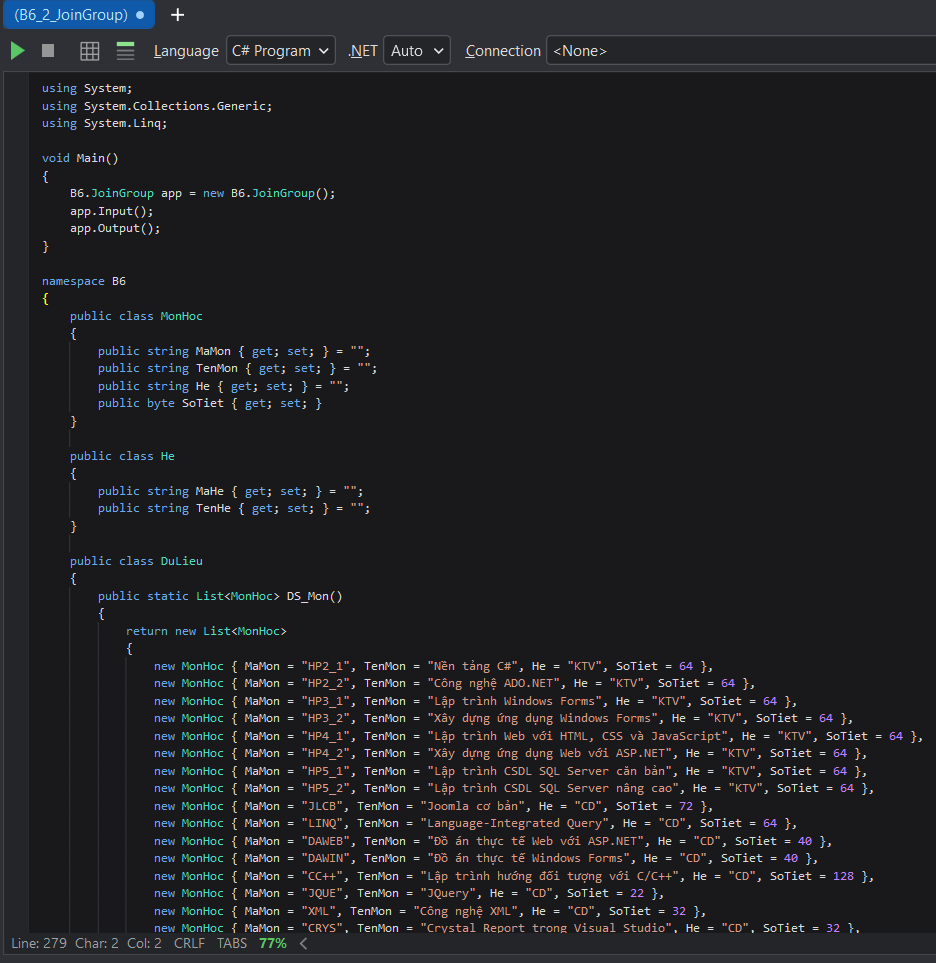 (B6_2_JoinGroup)
Language C# Program .NET Auto Connection <None>
using System;
using System.Collections.Generic;
using System.Linq;
void Main()
{
B6.JoinGroup app = new B6.JoinGroup();
app.Input();
app.Output();
}
namespace B6
{
public class MonHoc
{
public string MaMon { get; set; } = "";
public string TenMon { get; set; } = "";
public string He { get; set; } = "";
public byte SoTiet { get; set; }
}
public class He
{
public string MaHe { get; set; } = "";
public string TenHe { get; set; } = "";
}
public class DuLieu
{
public static List<MonHoc> DS_Mon()
{
return new List<MonHoc>
{
new MonHoc { MaMon = "HP2_1", TenMon = "Nền tảng C#", He = "KTV", SoTiet = 64 },
new MonHoc { MaMon = "HP2_2", TenMon = "Công nghệ ADO.NET", He = "KTV", SoTiet = 64 },
new MonHoc { MaMon = "HP3_1", TenMon = "Lập trình Windows Forms", He = "KTV", SoTiet = 64 },
new MonHoc { MaMon = "HP3_2", TenMon = "Xây dựng ứng dụng Windows Forms", He = "KTV", SoTiet = 64 },
new MonHoc { MaMon = "HP4_1", TenMon = "Lập trình Web với HTML, CSS và JavaScript", He = "KTV", SoTiet = 64 },
new MonHoc { MaMon = "HP4_2", TenMon = "Xây dựng ứng dụng Web với ASP.NET", He = "KTV", SoTiet = 64 },
new MonHoc { MaMon = "HP5_1", TenMon = "Lập trình CSDL SQL Server căn bản", He = "KTV", SoTiet = 64 },
new MonHoc { MaMon = "HP5_2", TenMon = "Lập trình CSDL SQL Server nâng cao", He = "KTV", SoTiet = 64 },
new MonHoc { MaMon = "JLCB", TenMon = "Joomla cơ bản", He = "CD", SoTiet = 72 },
new MonHoc { MaMon = "LINQ", TenMon = "Language-Integrated Query", He = "CD", SoTiet = 64 },
new MonHoc { MaMon = "DAWEB", TenMon = "Đồ án thực tế Web với ASP.NET", He = "CD", SoTiet = 40 },
new MonHoc { MaMon = "DAWIN", TenMon = "Đồ án thực tế Windows Forms", He = "CD", SoTiet = 40 },
new MonHoc { MaMon = "CC++", TenMon = "Lập trình hướng đối tượng với C/C++", He = "CD", SoTiet = 128 },
new MonHoc { MaMon = "JQUE", TenMon = "JQuery", He = "CD", SoTiet = 22 },
new MonHoc { MaMon = "XML", TenMon = "Công nghệ XML", He = "CD", SoTiet = 32 },
new MonHoc { MaMon = "CRYS", TenMon = "Crystal Report trong Visual Studio", He = "CD", SoTiet = 32 },
Line: 279 Char: 2 Col: 2 CRLF TABS 77%